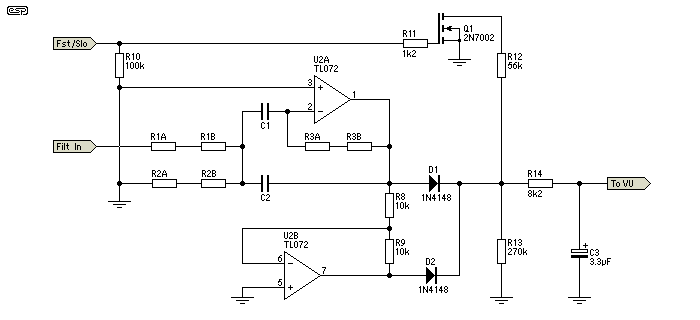 esp
Fst/Slo
R10
100k
R11
1k2
Q1
2N7002
R12
56k
U2A
TL072
3
+
2
−
1
C1
Filt In
R1A
R1B
R3A
R3B
R2A
R2B
C2
D1
1N4148
R14
8k2
To VU
R8
10k
U2B
TL072
6
−
5
+
7
R9
10k
D2
1N4148
R13
270k
+
C3
3.3µF